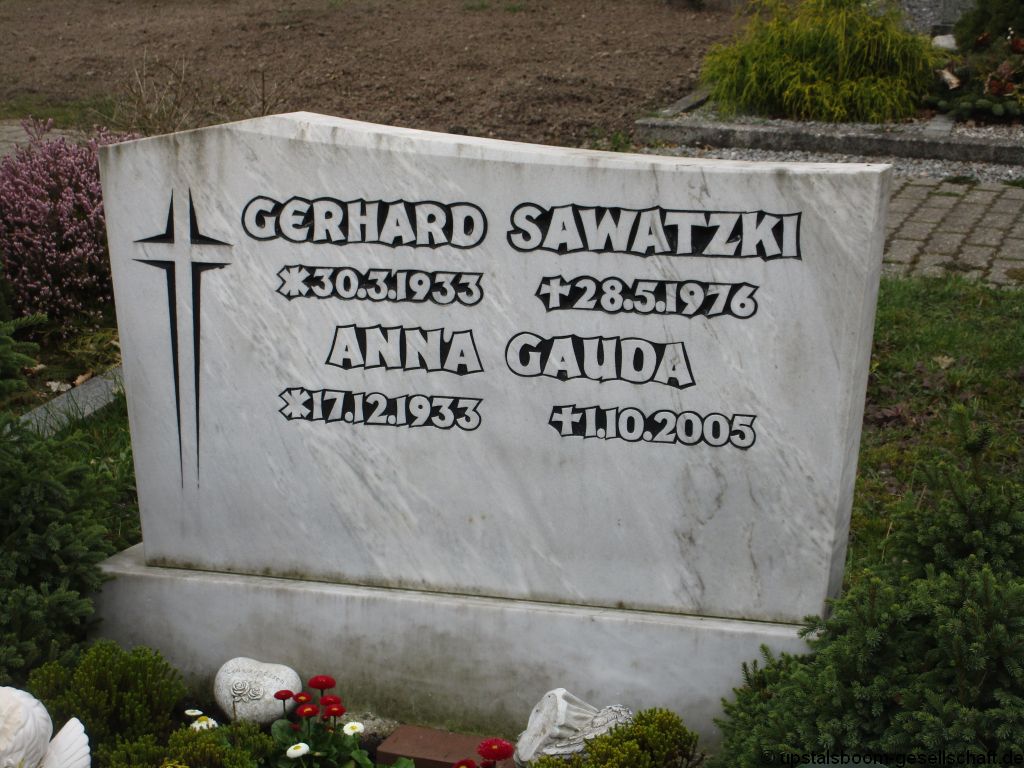 GERHARD SAWATZKI
*30.3.1933 †28.5.1976
ANNA GAUDA
*17.12.1933 †1.10.2005
© upstalsboom-gesellschaft.de